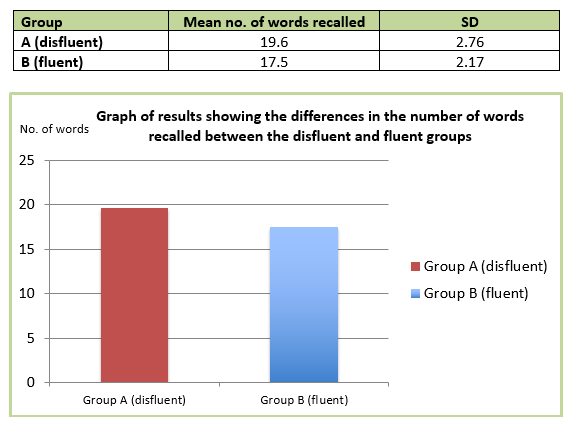 Group Mean no. of words recalled SD
A (disfluent) 19.6 2.76
B (fluent) 17.5 2.17
Graph of results showing the differences in the number of words
No. of words recalled between the disfluent and fluent groups
25
20
15
10
5
0
Group A (disfluent) Group B (fluent)
Group A (disfluent)
Group B (fluent)